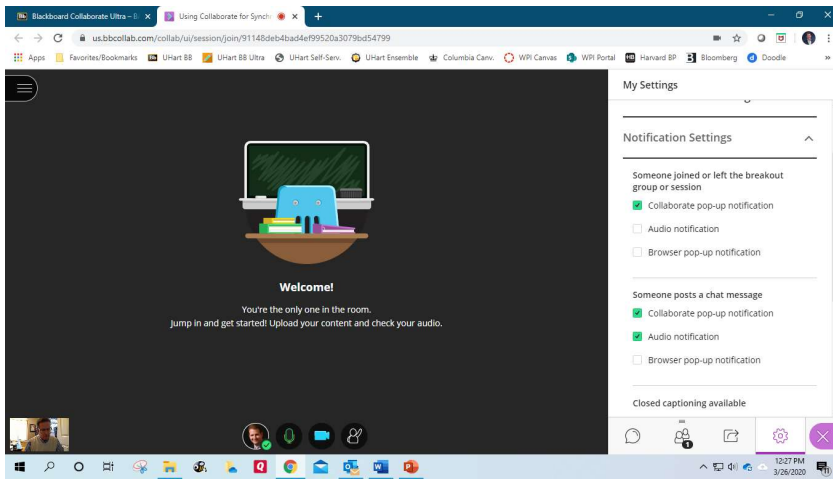 Blackboard Collaborate Ultra – B
Using Collaborate for Synchr
us.bbcollab.com/collab/ui/session/join/91148deb4bad4ef99520a3079bd54799
Apps Favorites/Bookmarks UHart BB UHart BB Ultra UHart Self-Serv. UHart Ensemble Columbia Canv. WPI Canvas WPI Portal Harvard BP Bloomberg Doodle »
My Settings
Notification Settings
Someone joined or left the breakout
group or session
Collaborate pop-up notification
Audio notification
Browser pop-up notification
Welcome!
You're the only one in the room.
Jump in and get started! Upload your content and check your audio.
Someone posts a chat message
Collaborate pop-up notification
Audio notification
Browser pop-up notification
Closed captioning available
1
12:27 PM
3/26/2020